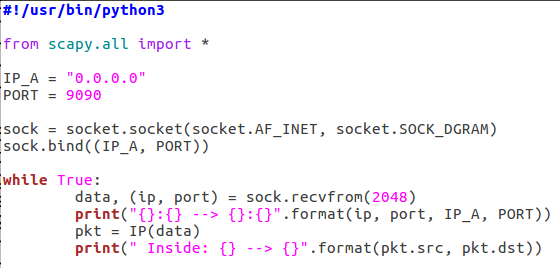 #!/usr/bin/python3
from scapy.all import *
IP_A = "0.0.0.0"
PORT = 9090
sock = socket.socket(socket.AF_INET, socket.SOCK_DGRAM)
sock.bind((IP_A, PORT))
while True:
        data, (ip, port) = sock.recvfrom(2048)
        print("{}:{} --> {}:{}".format(ip, port, IP_A, PORT))
        pkt = IP(data)
        print(" Inside: {} --> {}".format(pkt.src, pkt.dst))